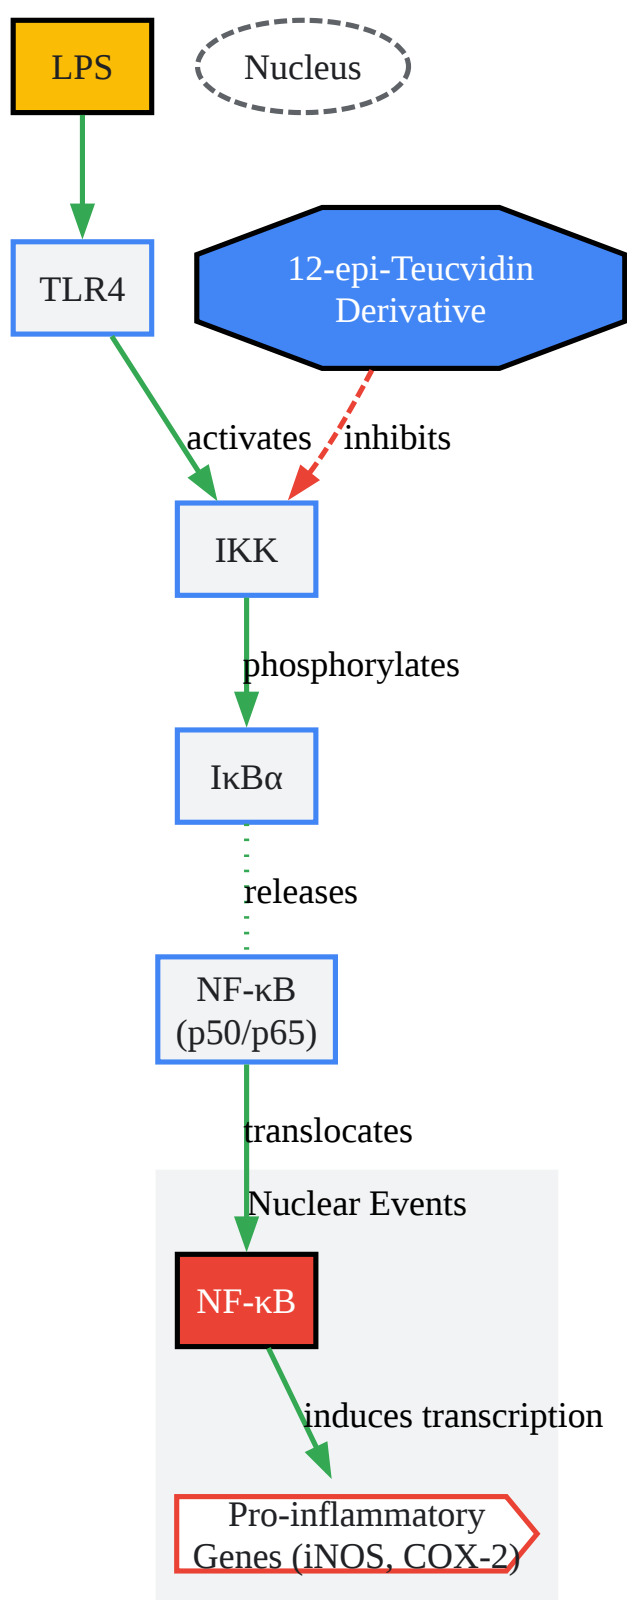 LPS
Nucleus
TLR4
12-epi-Teucvidin
Derivative
activates
inhibits
IKK
phosphorylates
IκBα
releases
NF-κB
(p50/p65)
translocates
Nuclear Events
NF-κB
induces transcription
Pro-inflammatory
Genes (iNOS, COX-2)